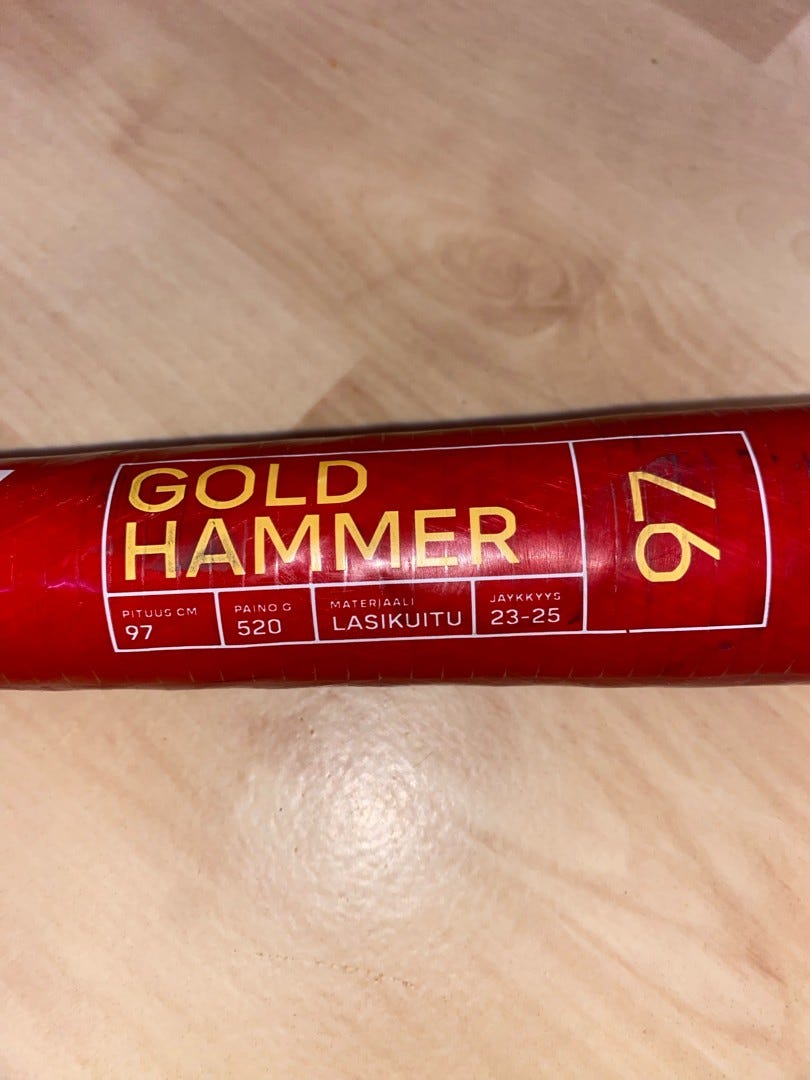 GOLD
HAMMER
PITUUS CM
97
PAINO G
520
MATERIAALI
LASIKUITU
JÄYKKYYS
23-25
97